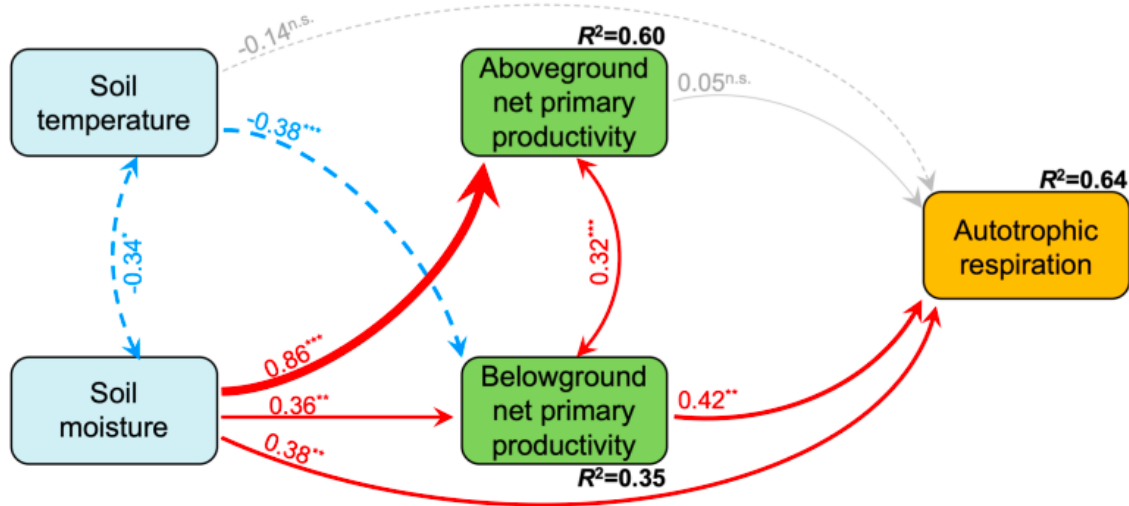 -0.14n.s.
R²=0.60
Soil
temperature
Aboveground
net primary
productivity
0.05n.s.
-0.38***
R²=0.64
Autotrophic
respiration
-0.34*
0.32***
0.86***
Soil
moisture
0.36**
Belowground
net primary
productivity
0.42**
0.38**
R²=0.35